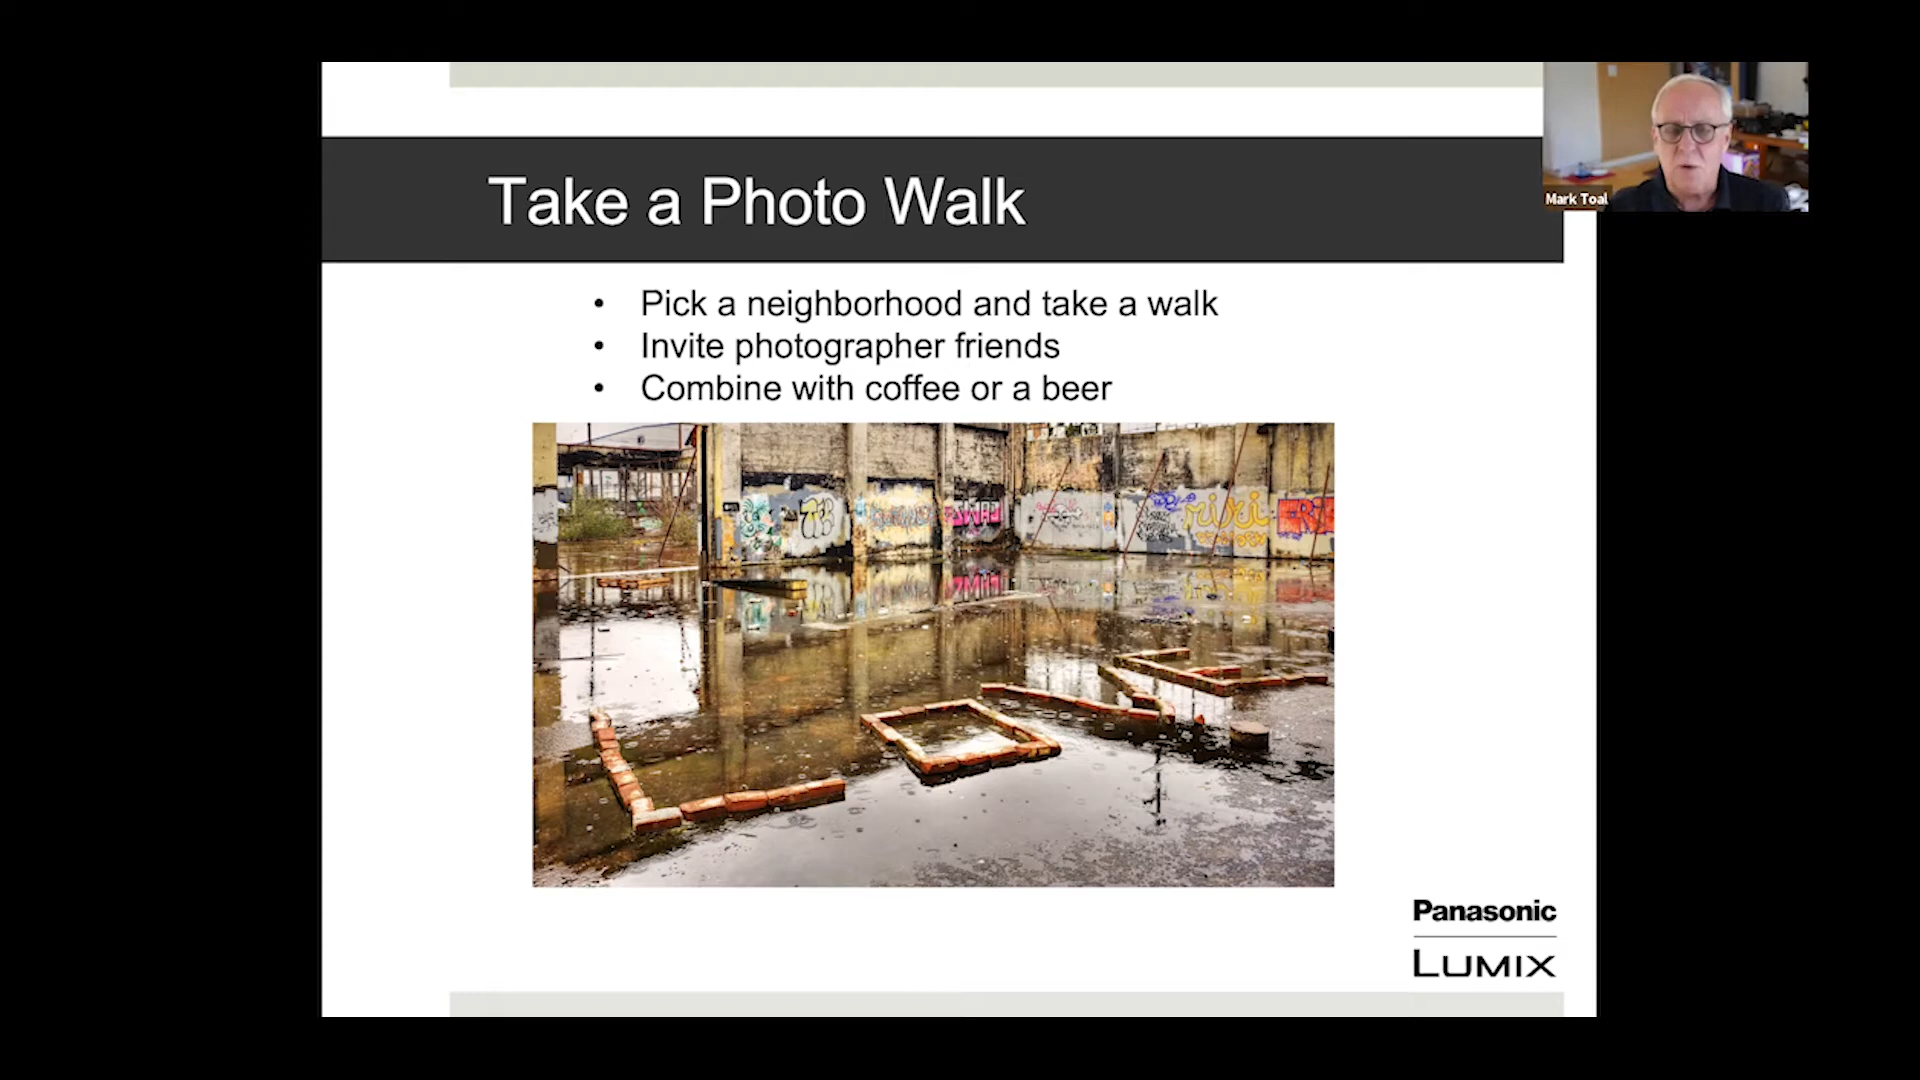 Take a Photo Walk
Mark Toal
• Pick a neighborhood and take a walk
• Invite photographer friends
• Combine with coffee or a beer
LOVE
Panasonic
LUMIX